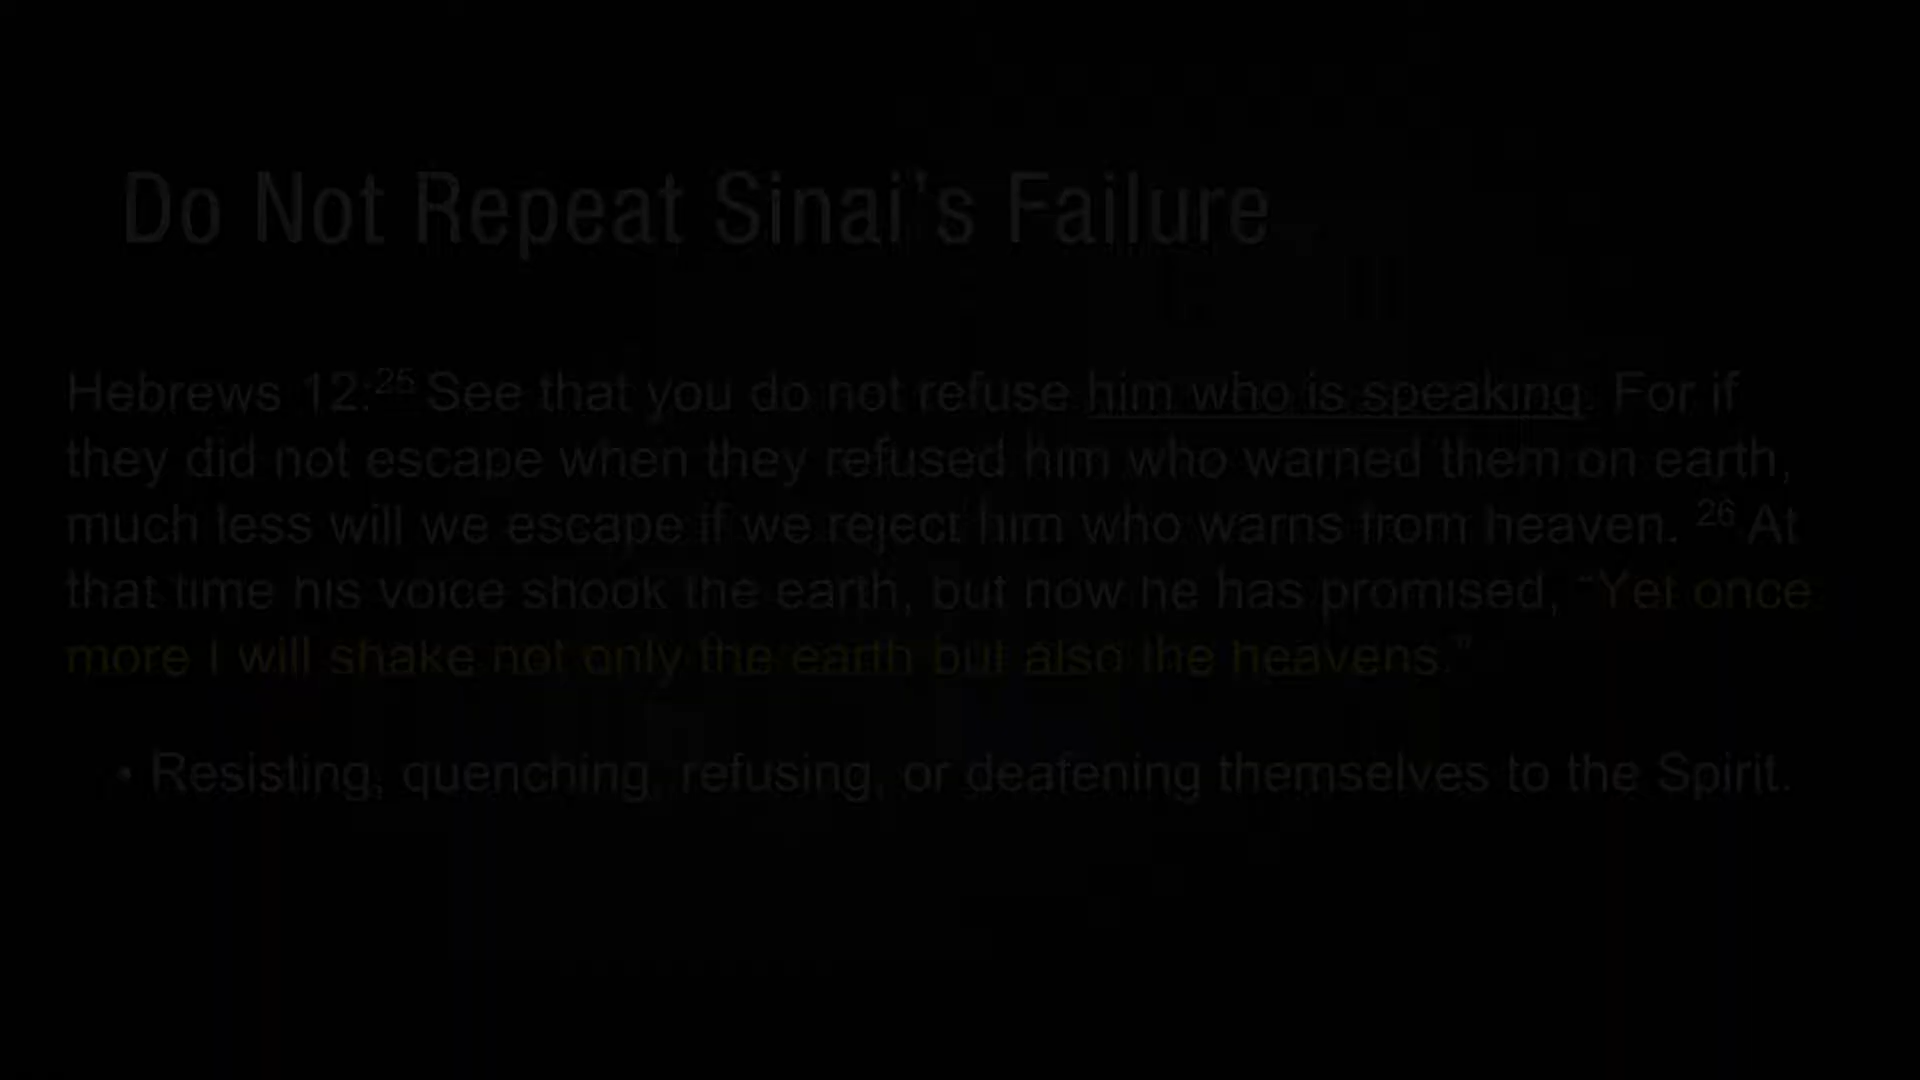 Do Not Repeat Sinai's Failure
Hebrews 12:25 See that you do not refuse him who is speaking. For if
they did not escape when they refused him who warned them on earth,
much less will we escape if we reject him who warns from heaven. 26 At
that time his voice shook the earth, but now he has promised, “Yet once
more I will shake not only the earth but also the heavens.”
• Resisting, quenching, refusing, or deafening themselves to the Spirit.